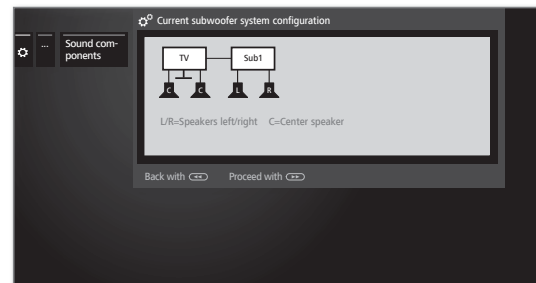 Current subwoofer system configuration
...
Sound com-
ponents
TV
Sub1
C
C
L
R
L/R=Speakers left/right C=Center speaker
Back with
Proceed with